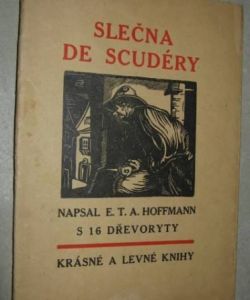 SLEČNA
DE SCUDÉRY
NAPSAL E. T. A. HOFFMANN
S 16 DŘEVORYTY
KRÁSNÉ A LEVNÉ KNIHY